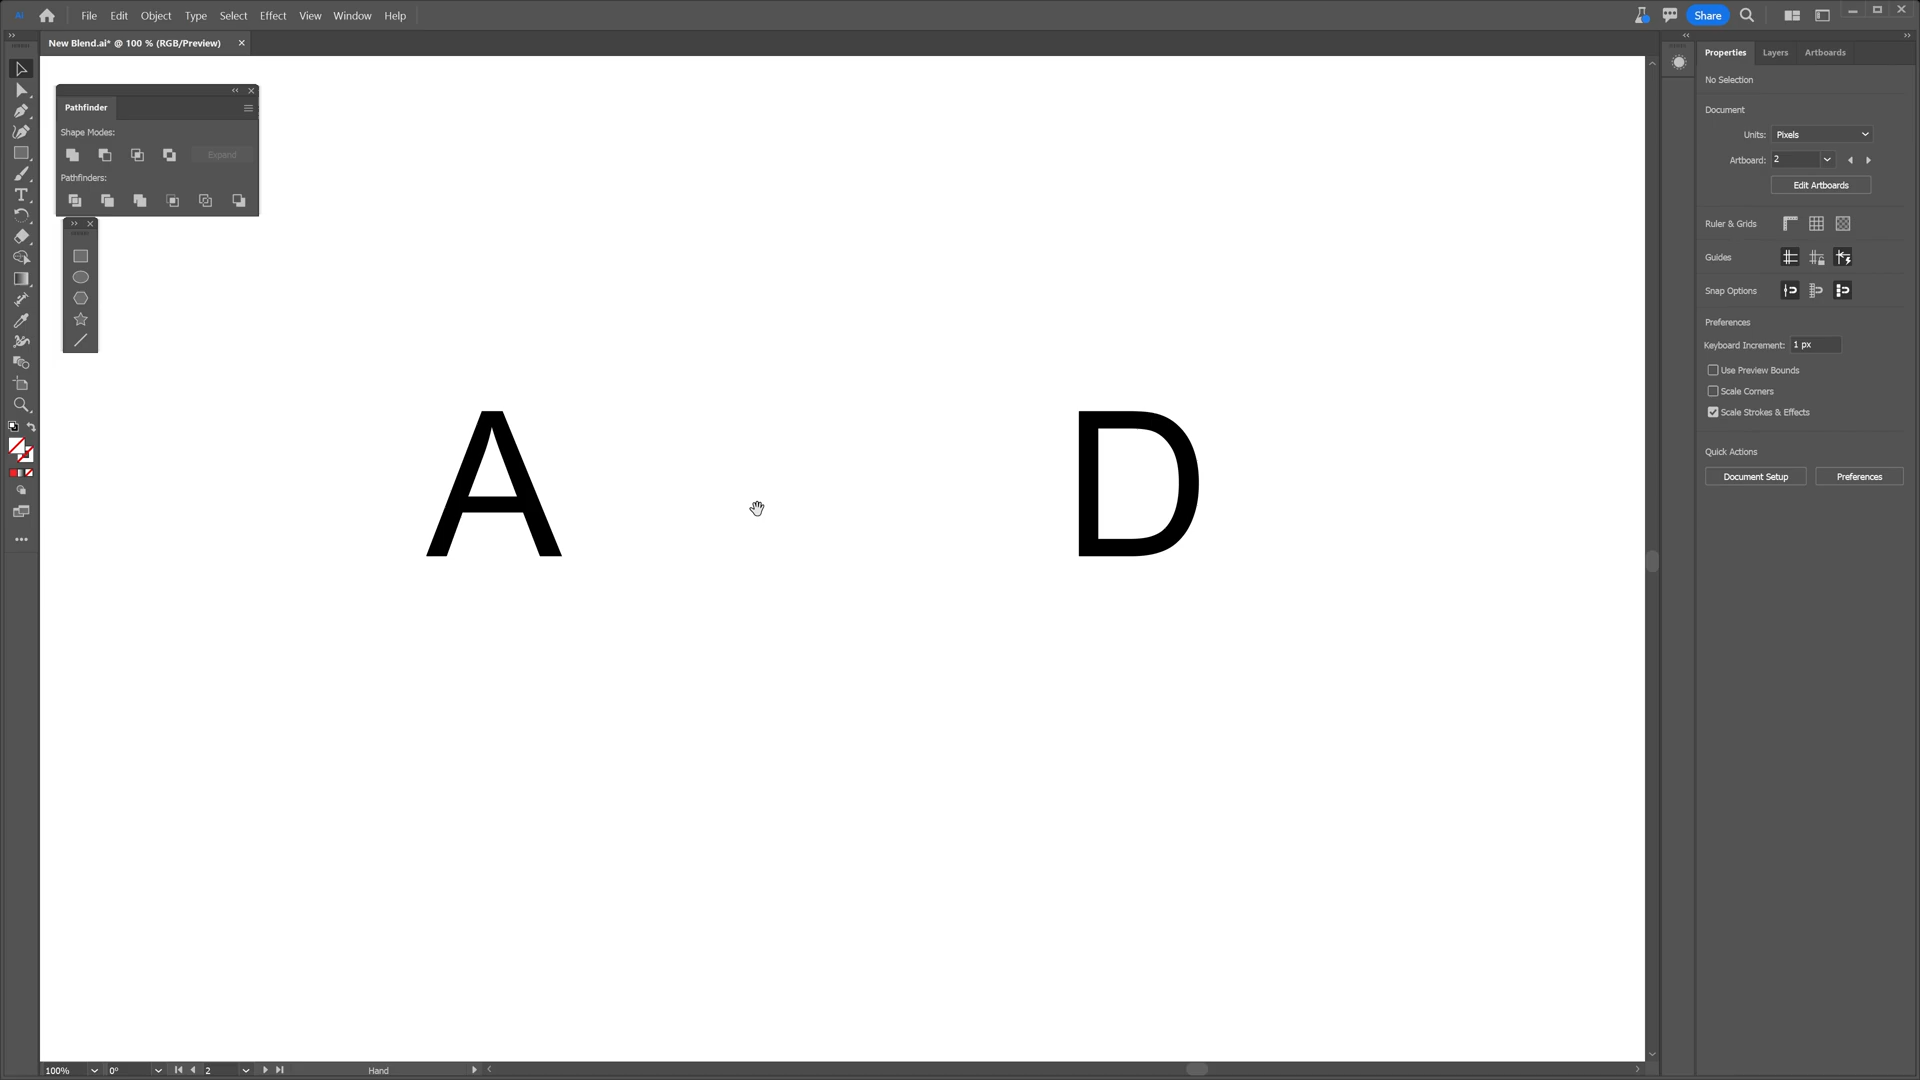 Ai File Edit Object Type Select Effect View Window Help Share
New Blend.ai* @ 100 % (RGB/Preview)
Properties Layers Artboards
No Selection
Pathfinder
Document
Shape Modes:
Units: Pixels
Expand
Artboard: 2
Pathfinders:
Edit Artboards
Ruler & Grids
Guides
Snap Options
Preferences
Keyboard Increment: 1 px
Use Preview Bounds
Scale Corners
Scale Strokes & Effects
Quick Actions
Document Setup Preferences
A D
100% 0° 2 Hand